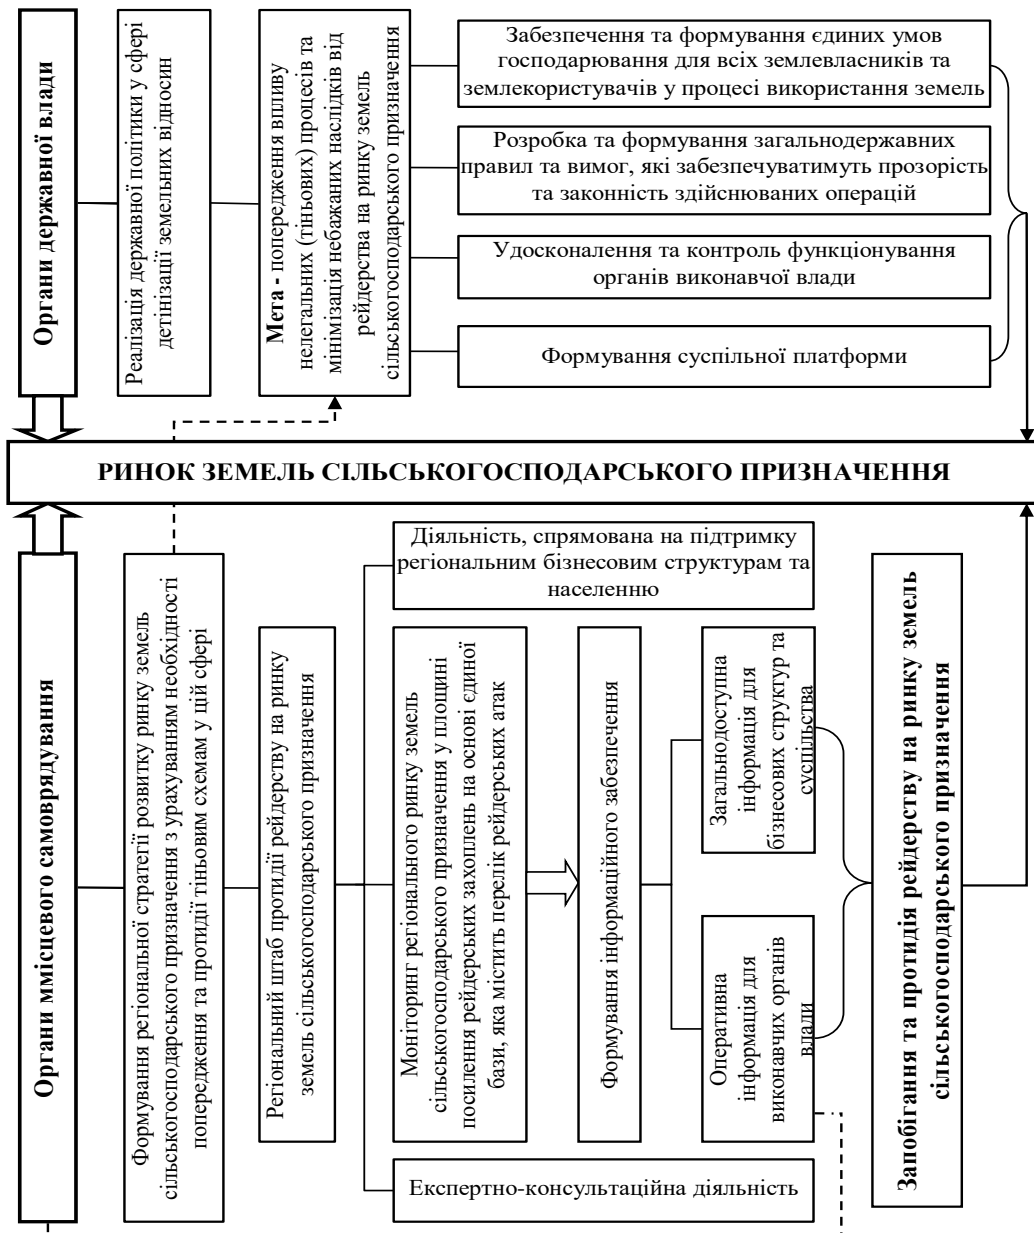 Органи державної влади
Реалізація державної політики у сфері
детінізації земельних відносин
Мета - попередження впливу
нелегальних (тіньових) процесів та
мінімізація небажаних наслідків від
рейдерства на ринку земель
сільськогосподарського призначення
Забезпечення та формування єдиних умов
господарювання для всіх землевласників та
землекористувачів у процесі використання земель
Розробка та формування загальнодержавних
правил та вимог, які забезпечуватимуть прозорість
та законність здійснюваних операцій
Удосконалення та контроль функціонування
органів виконавчої влади
Формування суспільної платформи
РИНОК ЗЕМЕЛЬ СІЛЬСЬКОГОСПОДАРСЬКОГО ПРИЗНАЧЕННЯ
Органи ммісцевого самоврядування
Формування регіональної стратегії розвитку ринку земель
сільськогосподарського призначення з урахуванням необхідності
попередження та протидії тіньовим схемам у цій сфері
Регіональний штаб протидії рейдерству на ринку
земель сільськогосподарського призначення
Діяльність, спрямована на підтримку
регіональним бізнесовим структурам та
населенню
Моніторинг регіонального ринку земель
сільськогосподарського призначення у площині
посилення рейдерських захоплень на основі єдиної
бази, яка містить перелік рейдерських атак
Експертно-консультаційна діяльність
Формування інформаційного забезпечення
Загальнодоступна
інформація для
бізнесових структур та
суспільства
Оперативна
інформація для
виконавчих органів
влади
Запобігання та протидія рейдерству на ринку земель
сільськогосподарського призначення